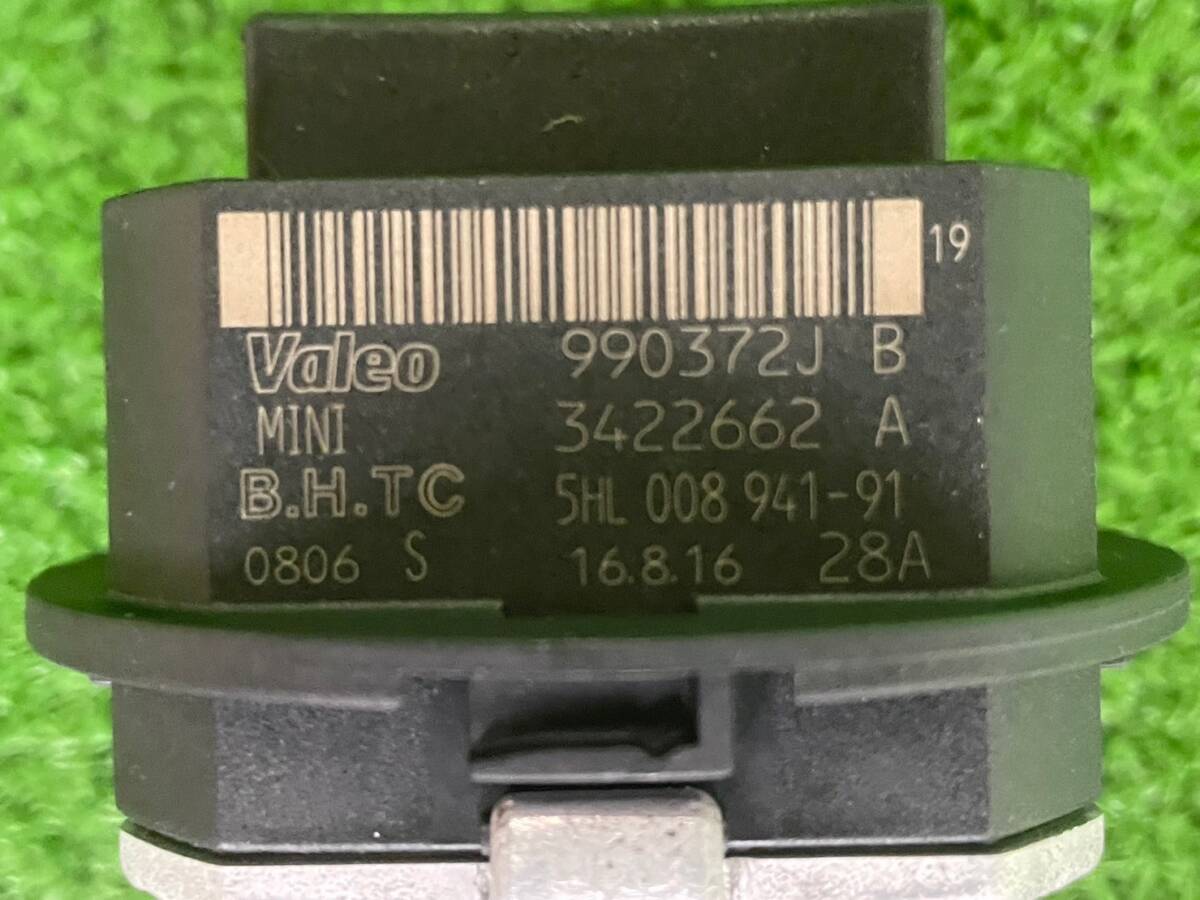 19
Valeo 990372J B
MINI 3422662 A
B.H.TC 5HL 008 941-91
0806 S 16.8.16 28A